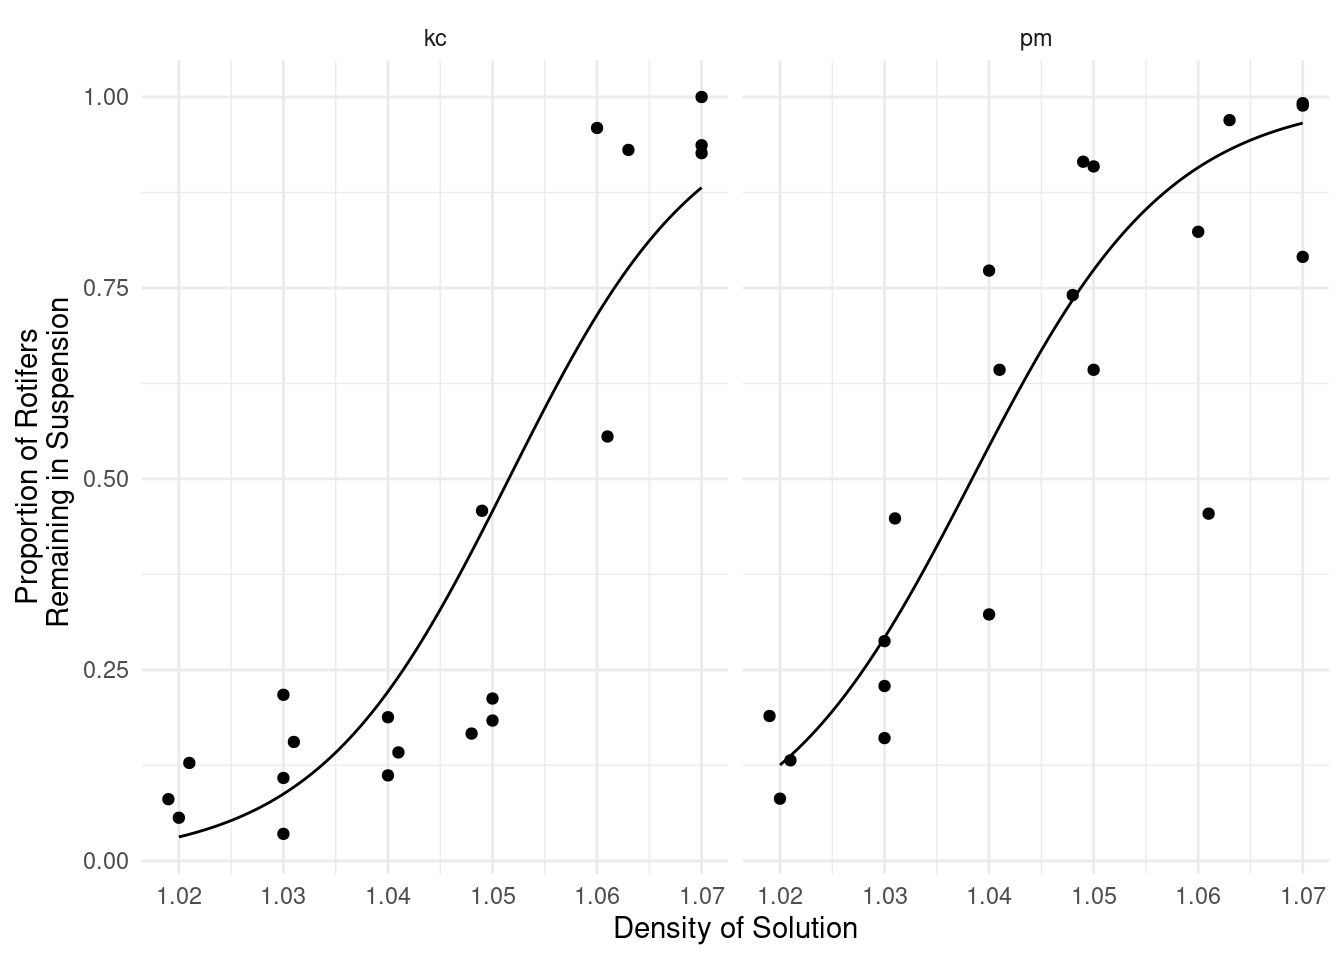 kc
pm
1.00
0.75
0.50
0.25
0.00
Proportion of Rotifers
Remaining in Suspension
1.02 1.03 1.04 1.05 1.06 1.07
1.02 1.03 1.04 1.05 1.06 1.07
Density of Solution